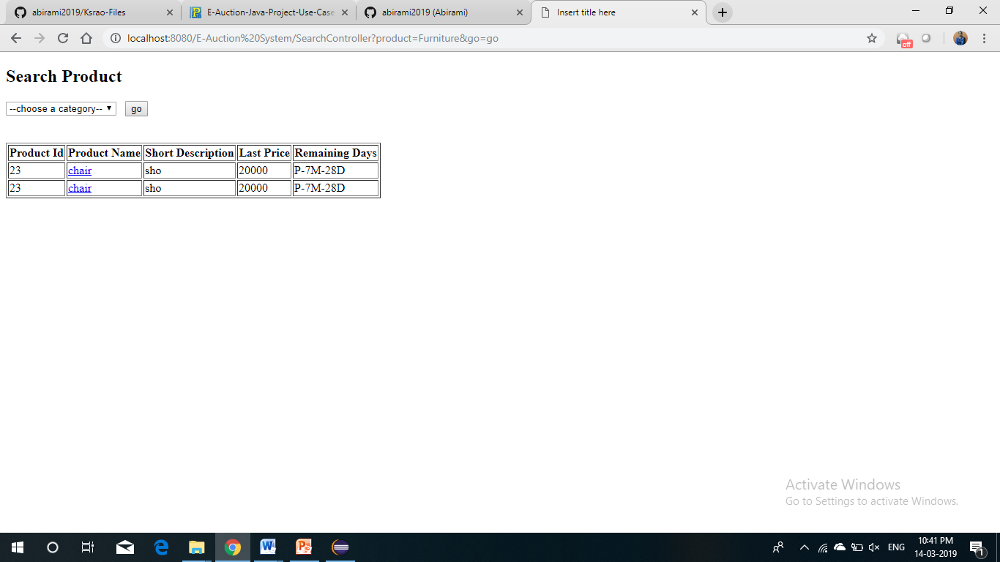 abirami2019/Ksrao-Files
E-Auction-Java-Project-Use-Case
abirami2019 (Abirami)
Insert title here
localhost:8080/E-Auction%20System/SearchController?product=Furniture&go=go
off
Search Product
--choose a category-- go
Product Id Product Name Short Description Last Price Remaining Days
23 chair sho 20000 P-7M-28D
23 chair sho 20000 P-7M-28D
Activate Windows
Go to Settings to activate Windows.
ENG
10:41 PM
14-03-2019
1